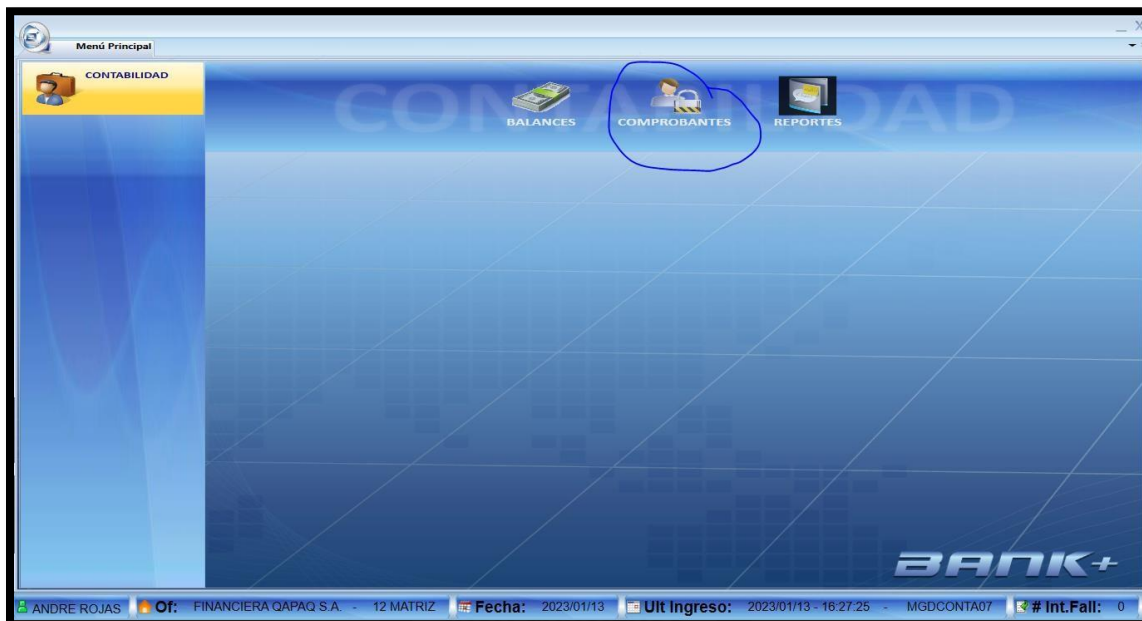 Menú Principal
CONTABILIDAD
CONTABILIDAD
BALANCES COMPROBANTES REPORTES
BANK+
ANDRE ROJAS Of: FINANCIERA QAPAQ S.A. - 12 MATRIZ Fecha: 2023/01/13 Ult Ingreso: 2023/01/13 - 16:27:25 - MGDCONTA07 # Int.Fall: 0